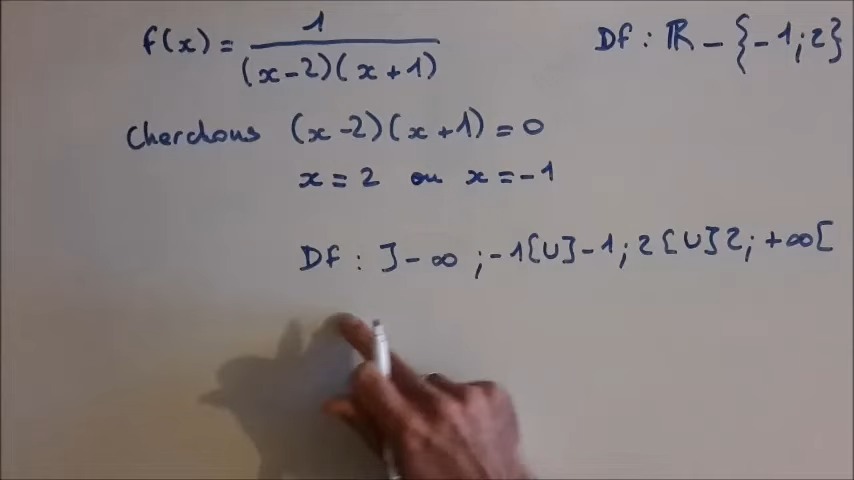 f(x) = 1 / (x-2)(x+1)
Df : ℝ - {-1;2}
Cherchons (x-2)(x+1) = 0
x = 2 ou x = -1
Df : ]-∞ ;-1[U]-1;2[U]2;+∞[